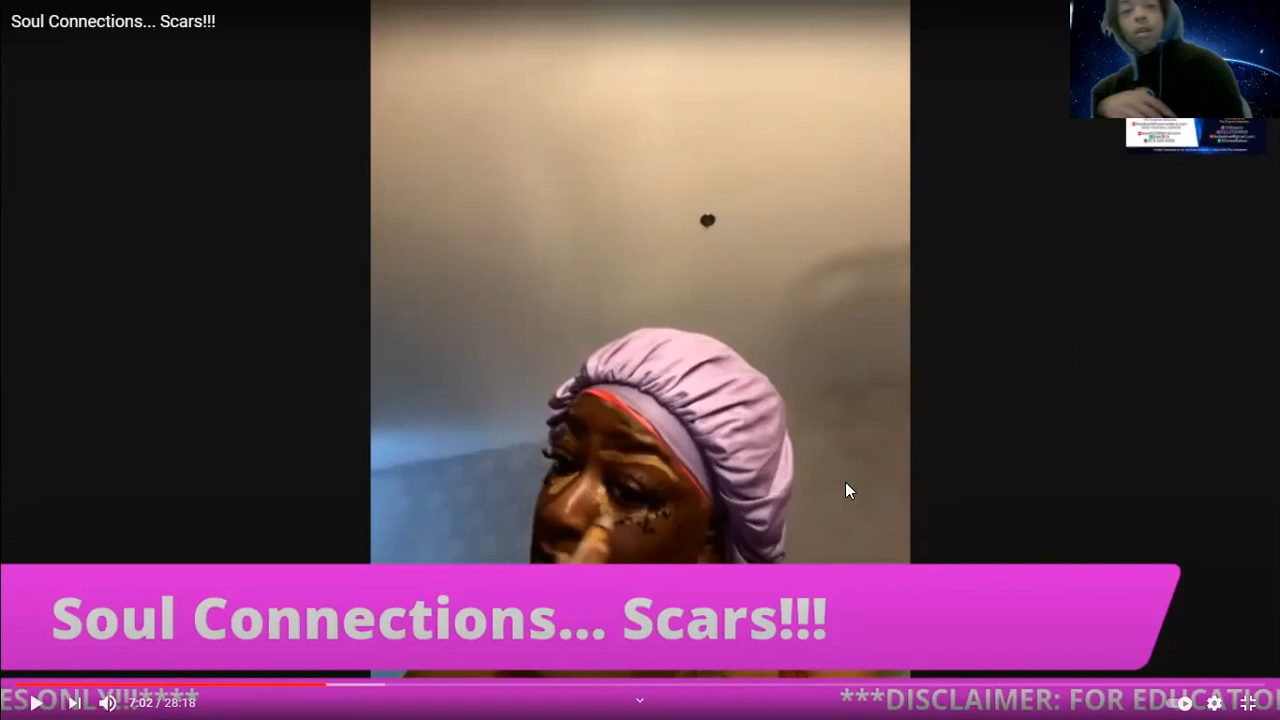 Soul Connections... Scars!!!
Soul Connections... Scars!!!
ES ONLY!!!**** ***DISCLAIMER: FOR EDUCATIO
7:02 / 28:18